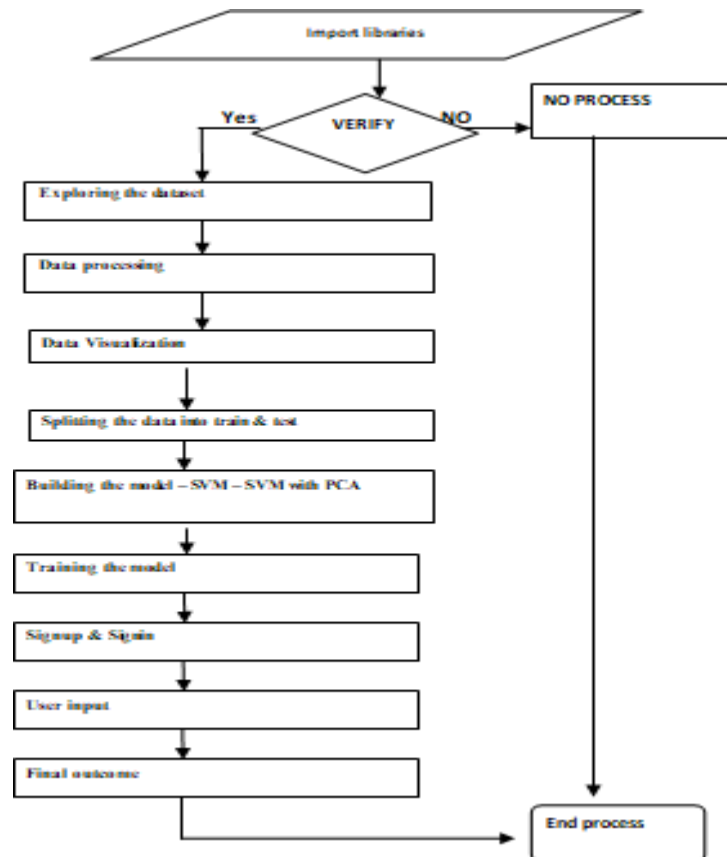 Import libraries
NO PROCESS
Yes
VERIFY
NO
Exploring the dataset
Data processing
Data Visualization
Splitting the data into train & test
Building the model – SVM – SVM with PCA
Training the model
Signup & Signin
User input
Final outcome
End process